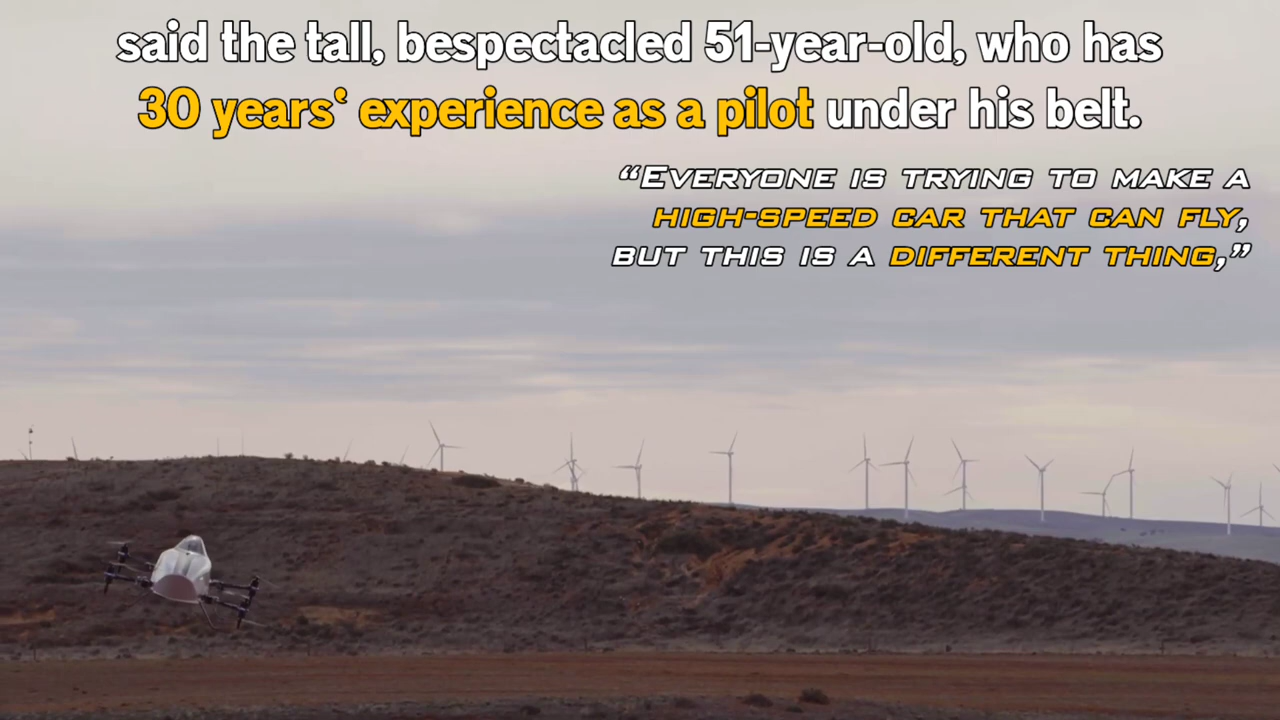 said the tall, bespectacled 51-year-old, who has
30 years‘ experience as a pilot under his belt.
“EVERYONE IS TRYING TO MAKE A
HIGH-SPEED CAR THAT CAN FLY,
BUT THIS IS A DIFFERENT THING,”